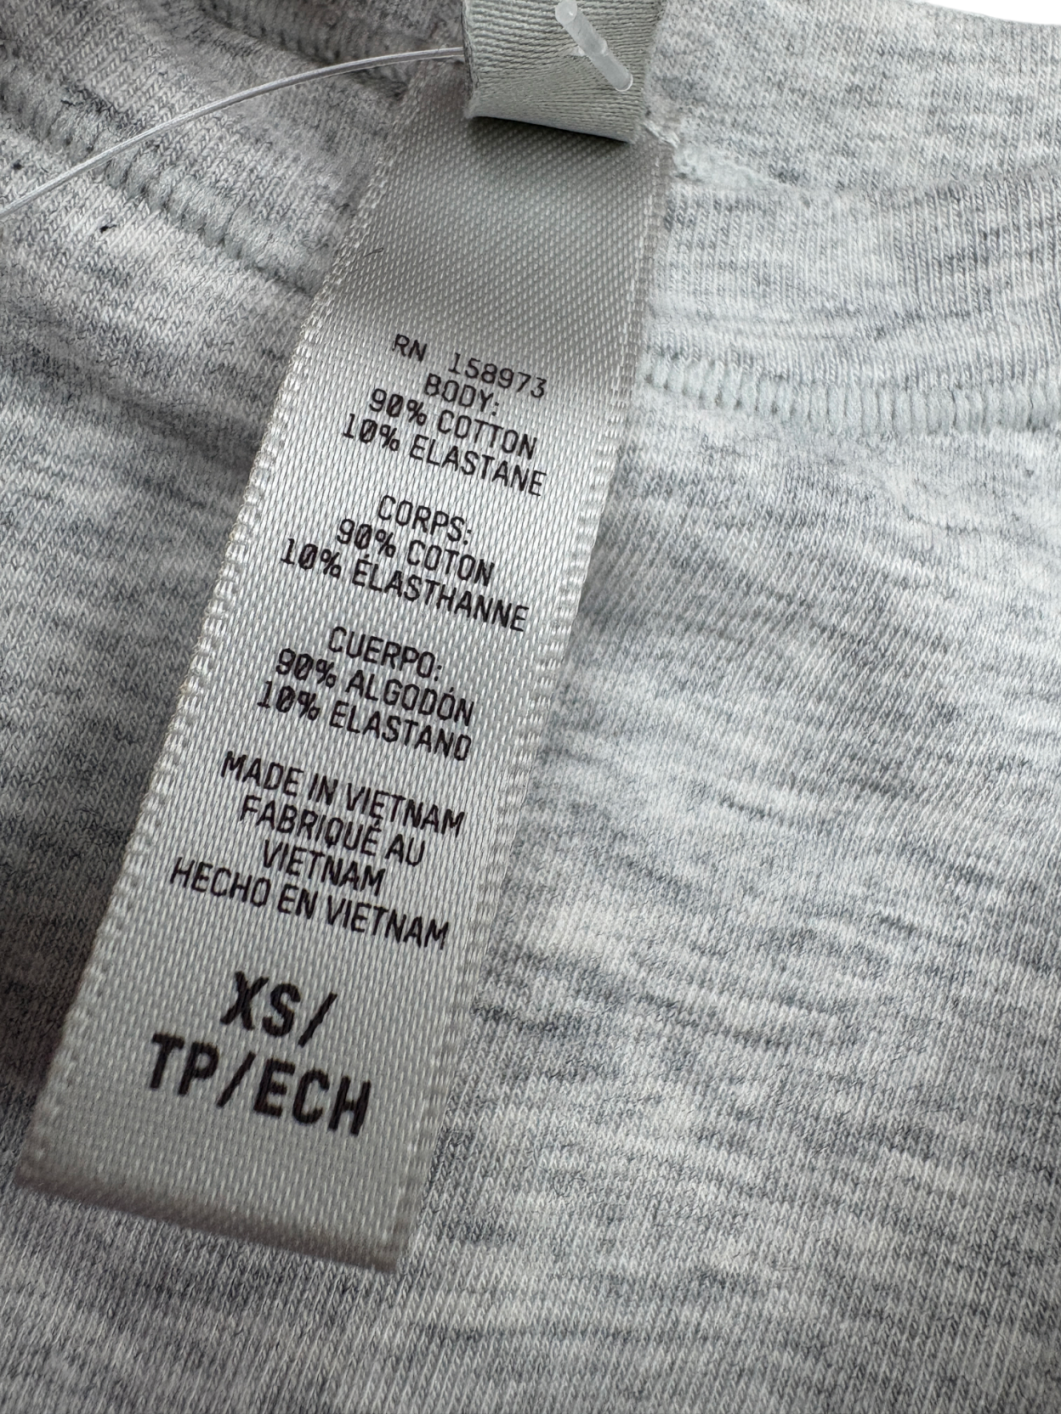 RN 158973
BODY:
90% COTTON
10% ELASTANE
CORPS:
90% COTON
10% ÉLASTHANNE
CUERPO:
90% ALGODÓN
10% ELASTANO
MADE IN VIETNAM
FABRIQUÉ AU
VIETNAM
HECHO EN VIETNAM
XS/
TP/ECH